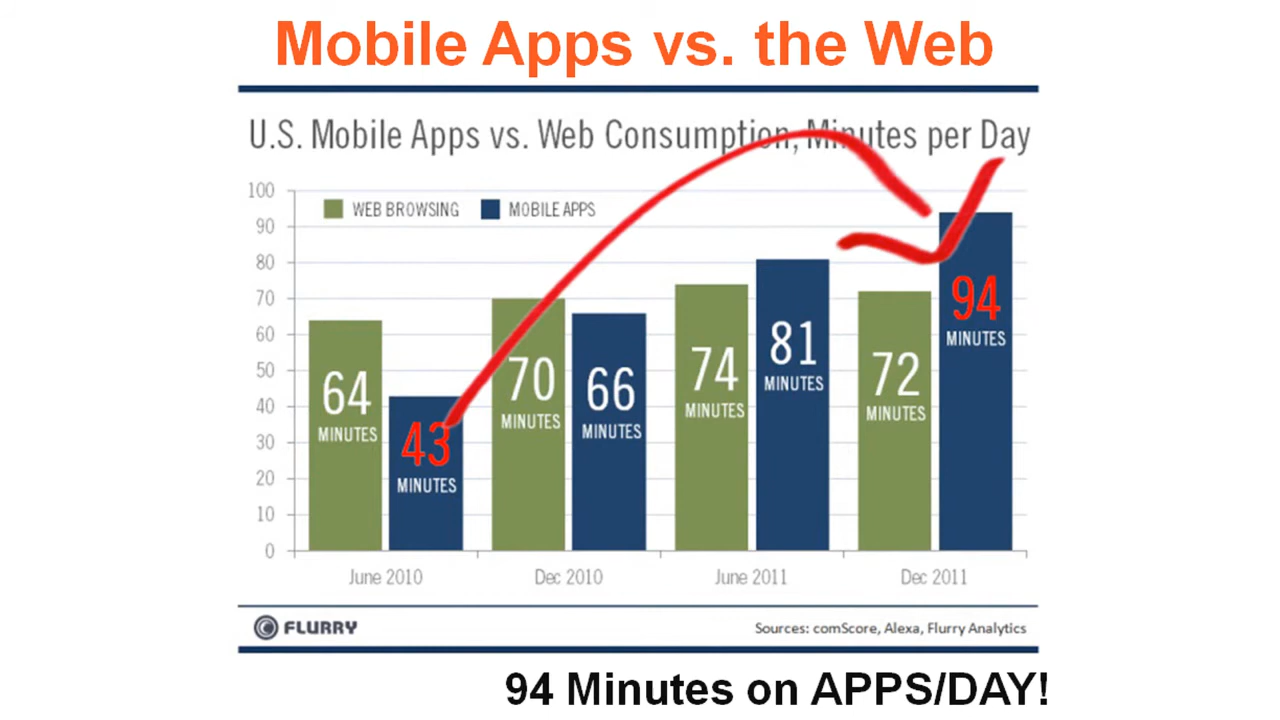 Mobile Apps vs. the Web
U.S. Mobile Apps vs. Web Consumption, Minutes per Day
100
90
80
70
60
50
40
30
20
10
0
WEB BROWSING
MOBILE APPS
64
MINUTES
43
MINUTES
70
MINUTES
66
MINUTES
74
MINUTES
81
MINUTES
72
MINUTES
94
MINUTES
June 2010
Dec 2010
June 2011
Dec 2011
FLURRY
Sources: comScore, Alexa, Flurry Analytics
94 Minutes on APPS/DAY!